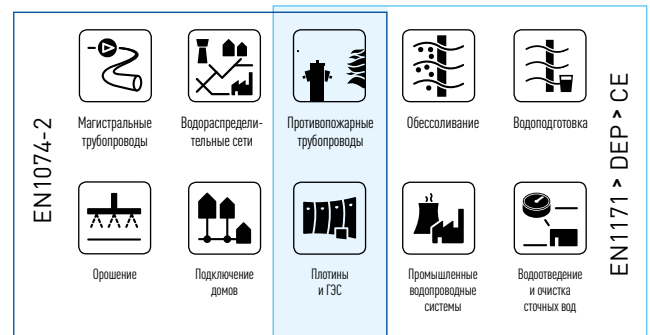 EN1074-2
Магистральные
трубопроводы
Водораспредели-
тельные сети
Противопожарные
трубопроводы
Обессоливание
Водоподготовка
Орошение
Подключение
домов
Плотины
и ГЭС
Промышленные
водопроводные
системы
Водоотведение
и очистка
сточных вод
EN1171 > DEP > CE